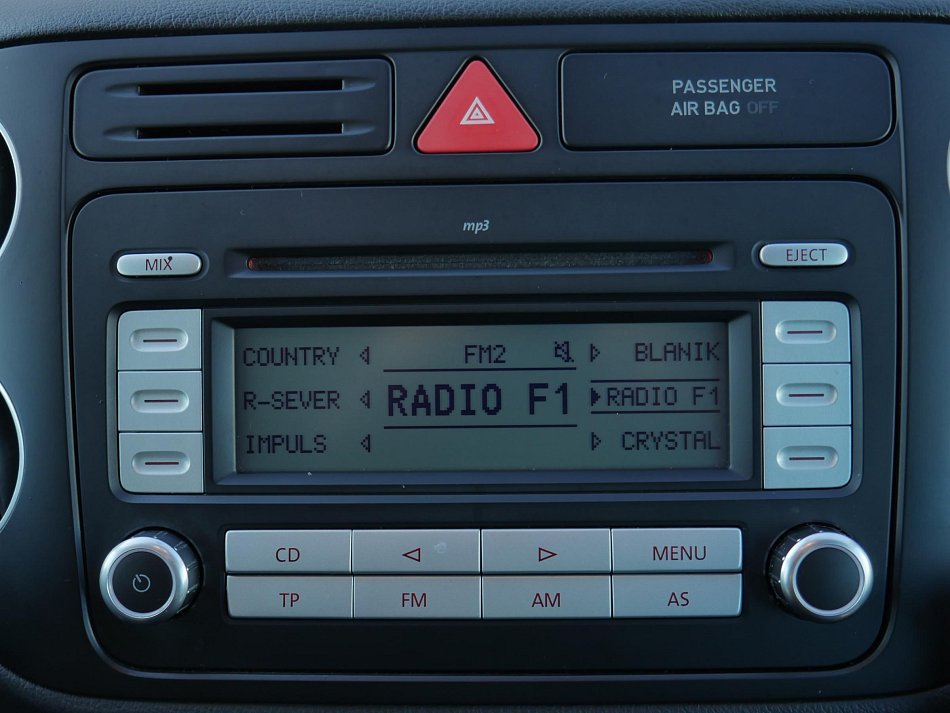 PASSENGER
AIR BAG OFF
mp3
MIX
EJECT
COUNTRY FM2 BLANIK
R-SEVER RADIO F1 RADIO F1
IMPULS CRYSTAL
CD MENU
TP FM AM AS